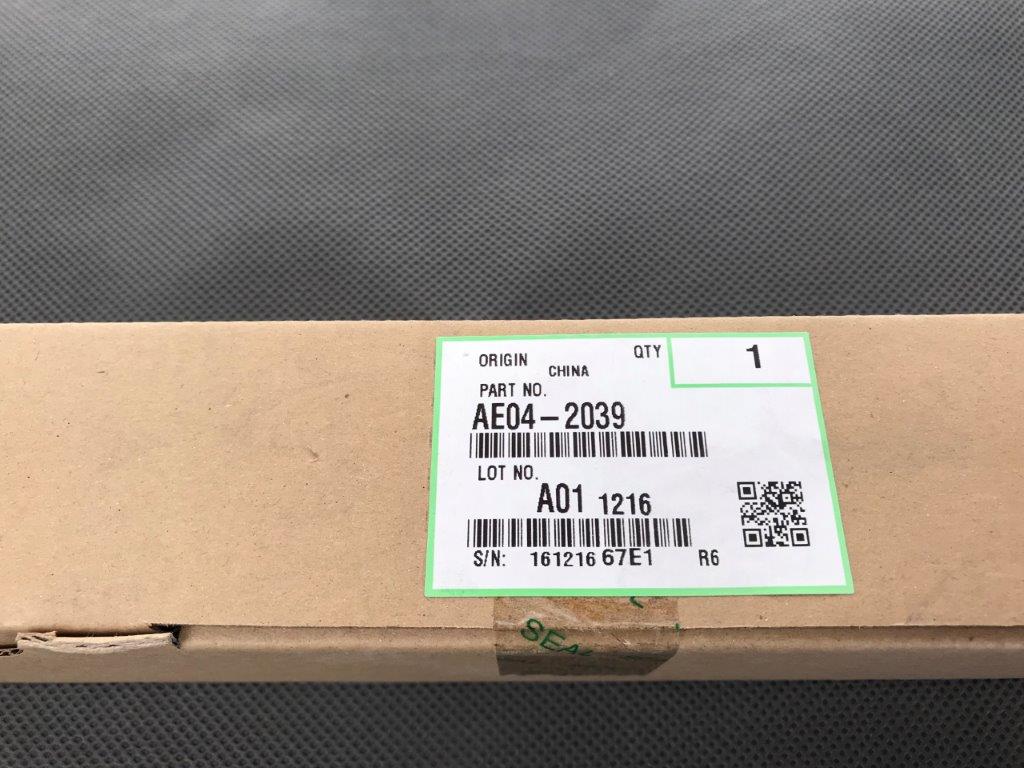 ORIGIN CHINA
QTY 1
PART NO.
AE04-2039
LOT NO.
A01 1216
S/N: 161216 67E1 R6